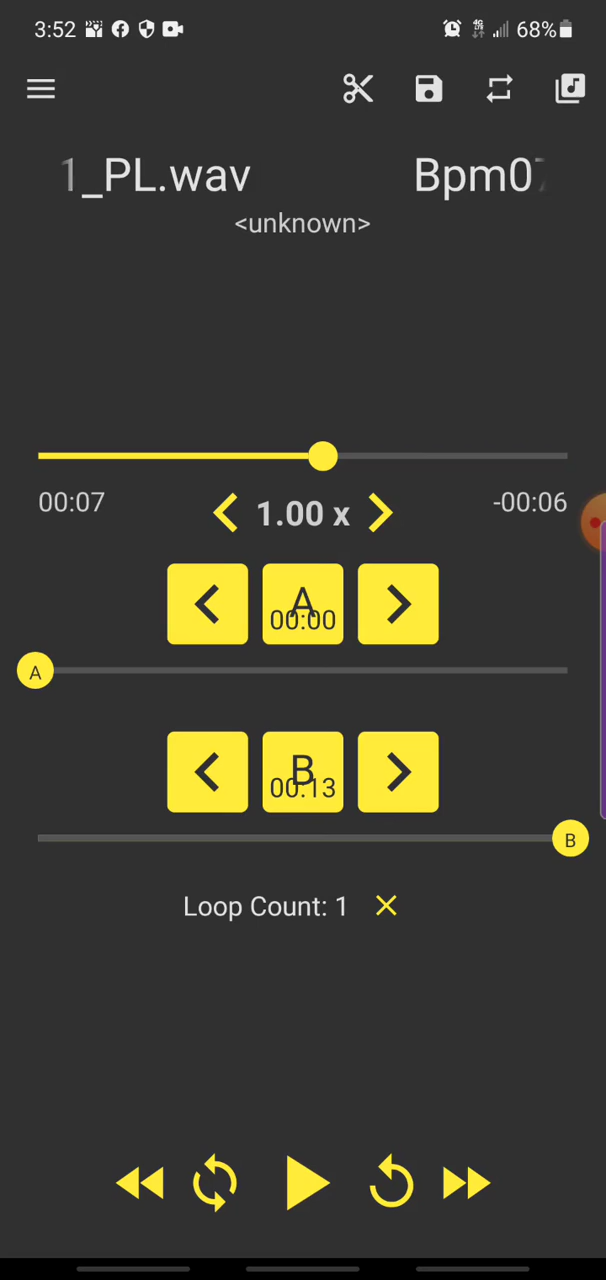 3:52 68%
1_PL.wav Bpm07
<unknown>
00:07 1.00 x -00:06
A
00:00
A
B
00:13
B
Loop Count: 1